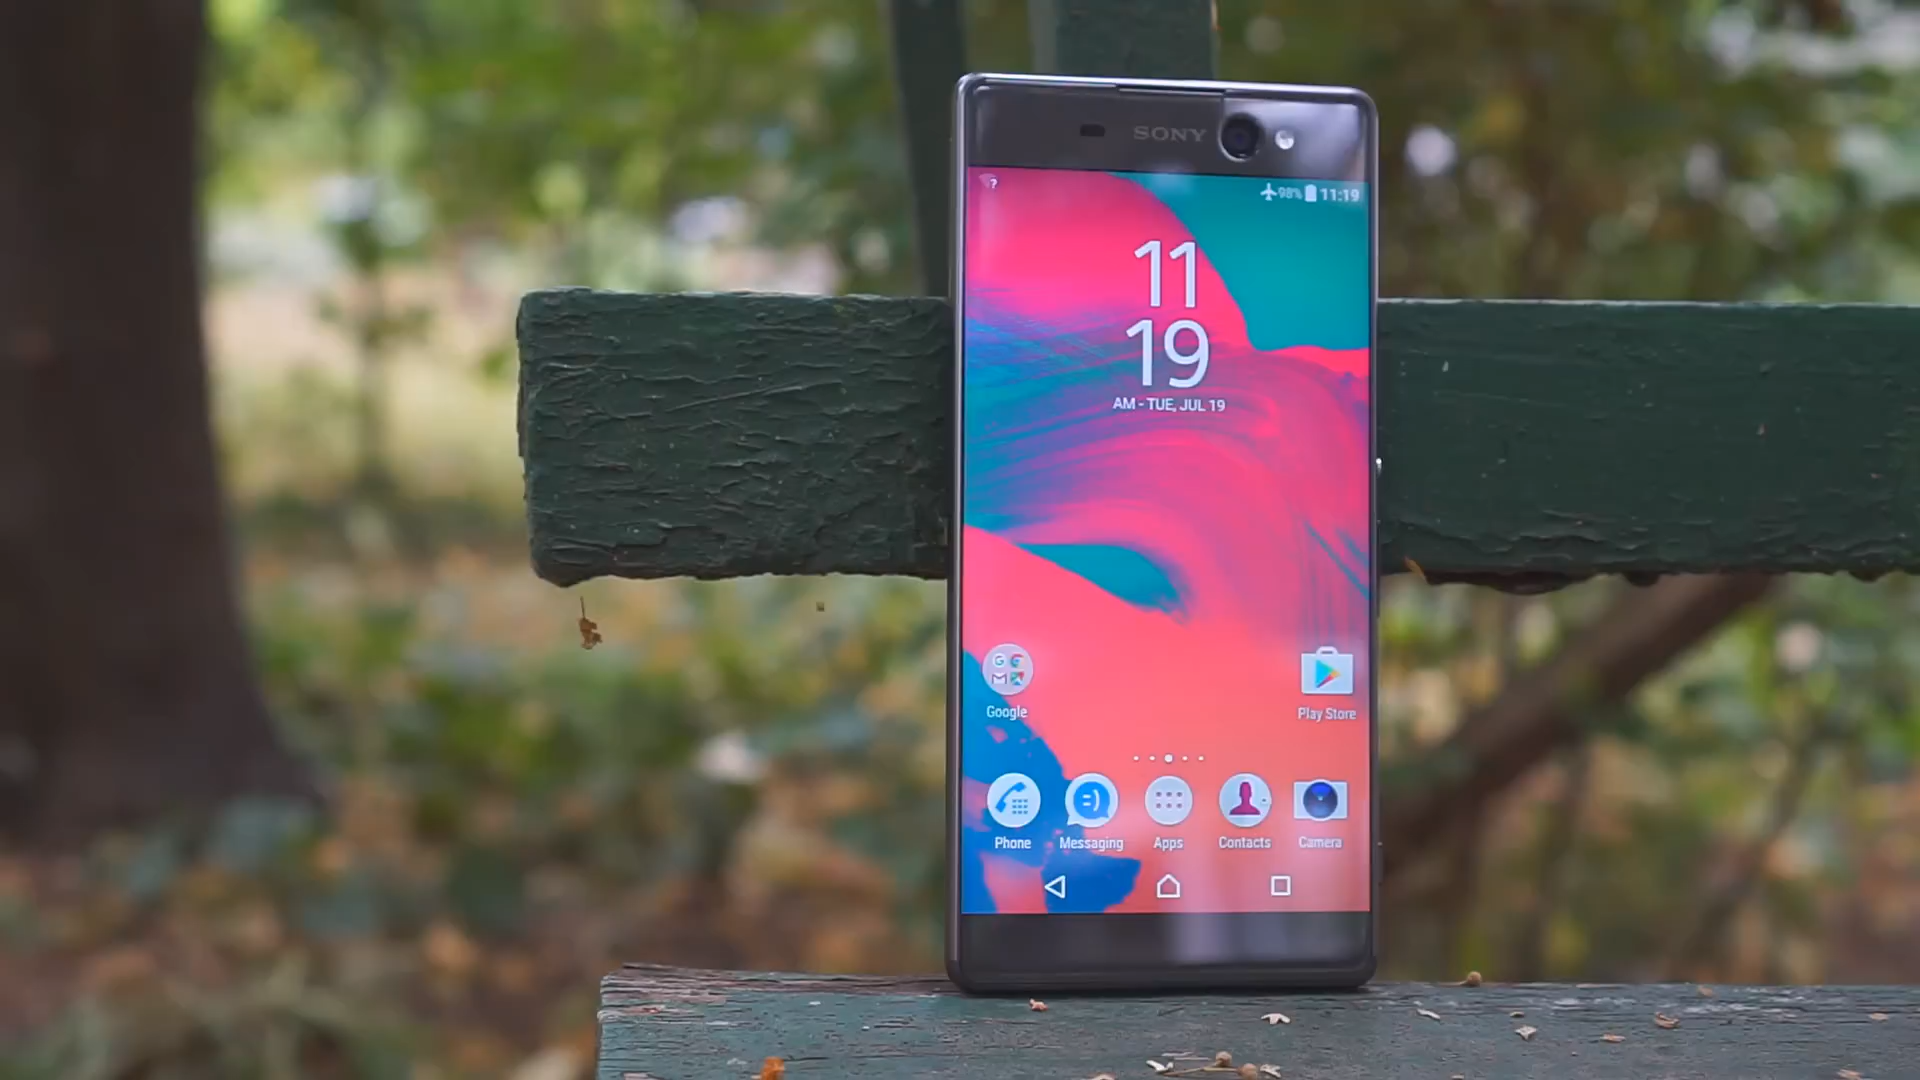 SONY
?
98% 11:19
11
19
AM - TUE, JUL 19
Google
Play Store
Phone
Messaging
Apps
Contacts
Camera